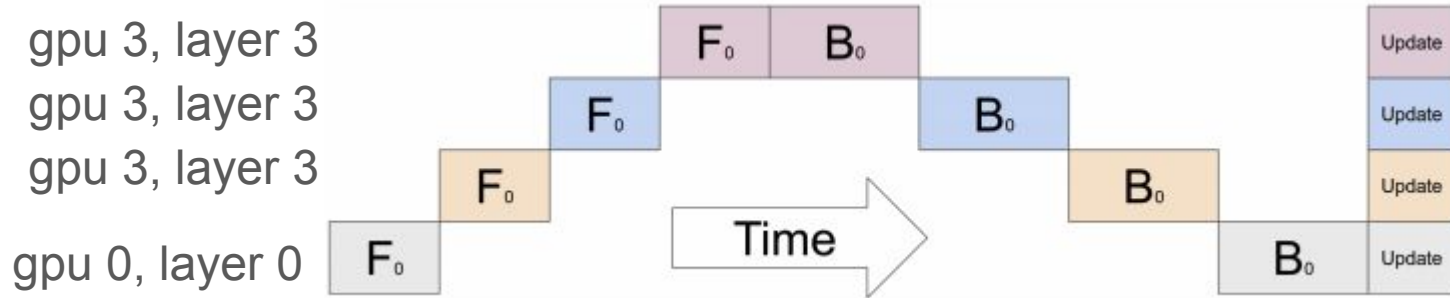 gpu 3, layer 3 F₀ B₀ Update
gpu 3, layer 3 F₀ B₀ Update
gpu 3, layer 3 F₀ B₀ Update
Time
gpu 0, layer 0 F₀ B₀ Update